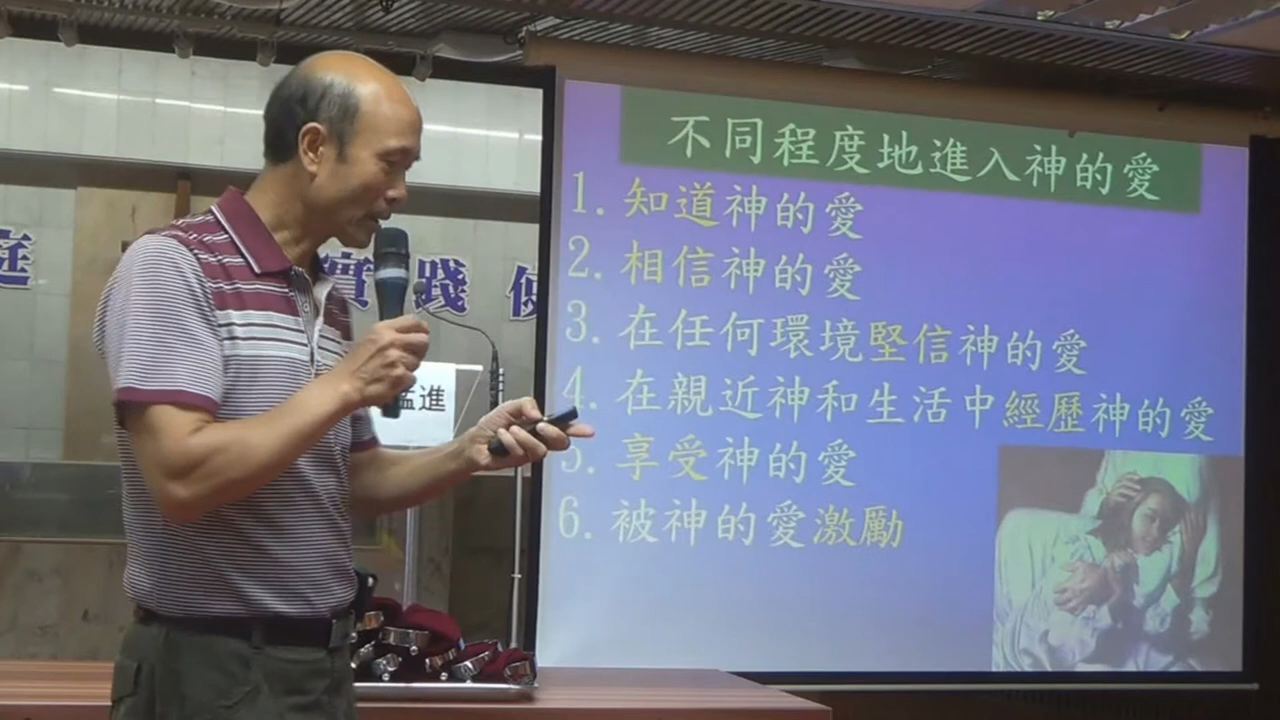 不同程度地進入神的愛
1. 知道神的愛
2. 相信神的愛
3. 在任何環境堅信神的愛
4. 在親近神和生活中經歷神的愛
5. 享受神的愛
6. 被神的愛激勵
庭
實踐使
進